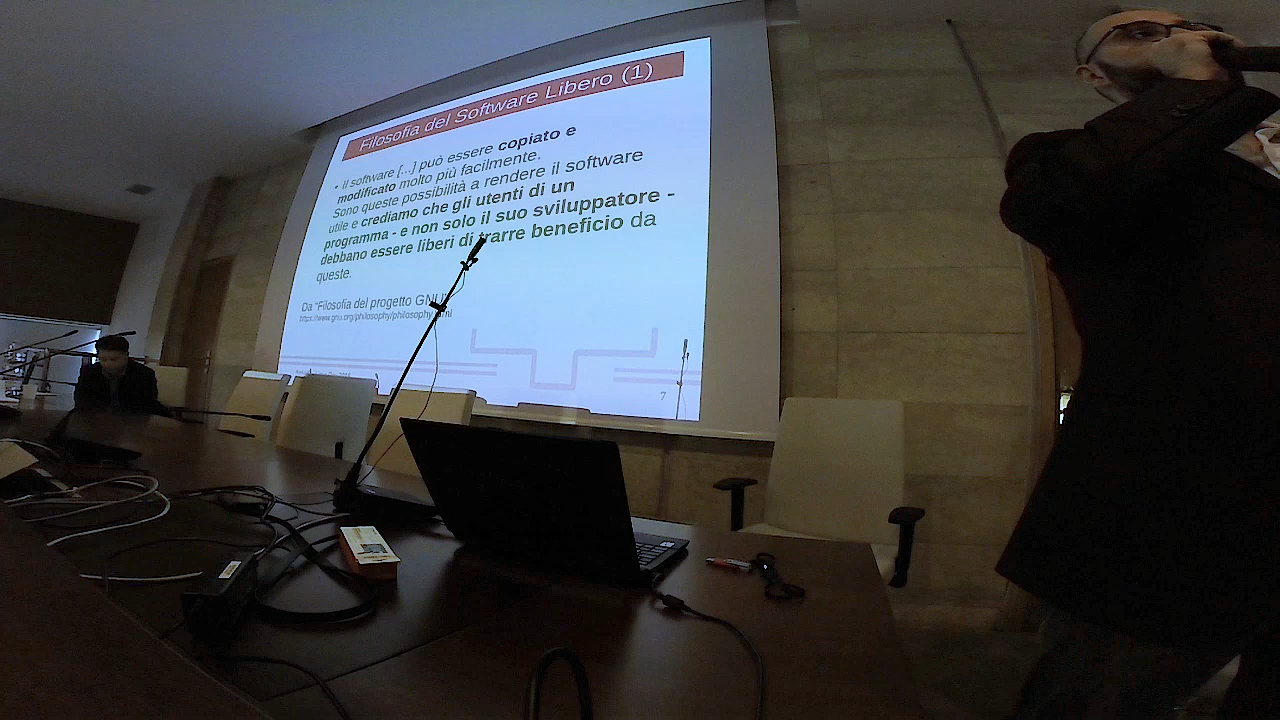 Filosofia del Software Libero (1)
• Il software [...] può essere copiato e
modificato molto più facilmente.
Sono queste possibilità a rendere il software
utile e crediamo che gli utenti di un
programma - e non solo il suo sviluppatore -
debbano essere liberi di trarre beneficio da
queste.
Da "Filosofia del progetto GNU"
https://www.gnu.org/philosophy/philosophy.html
7